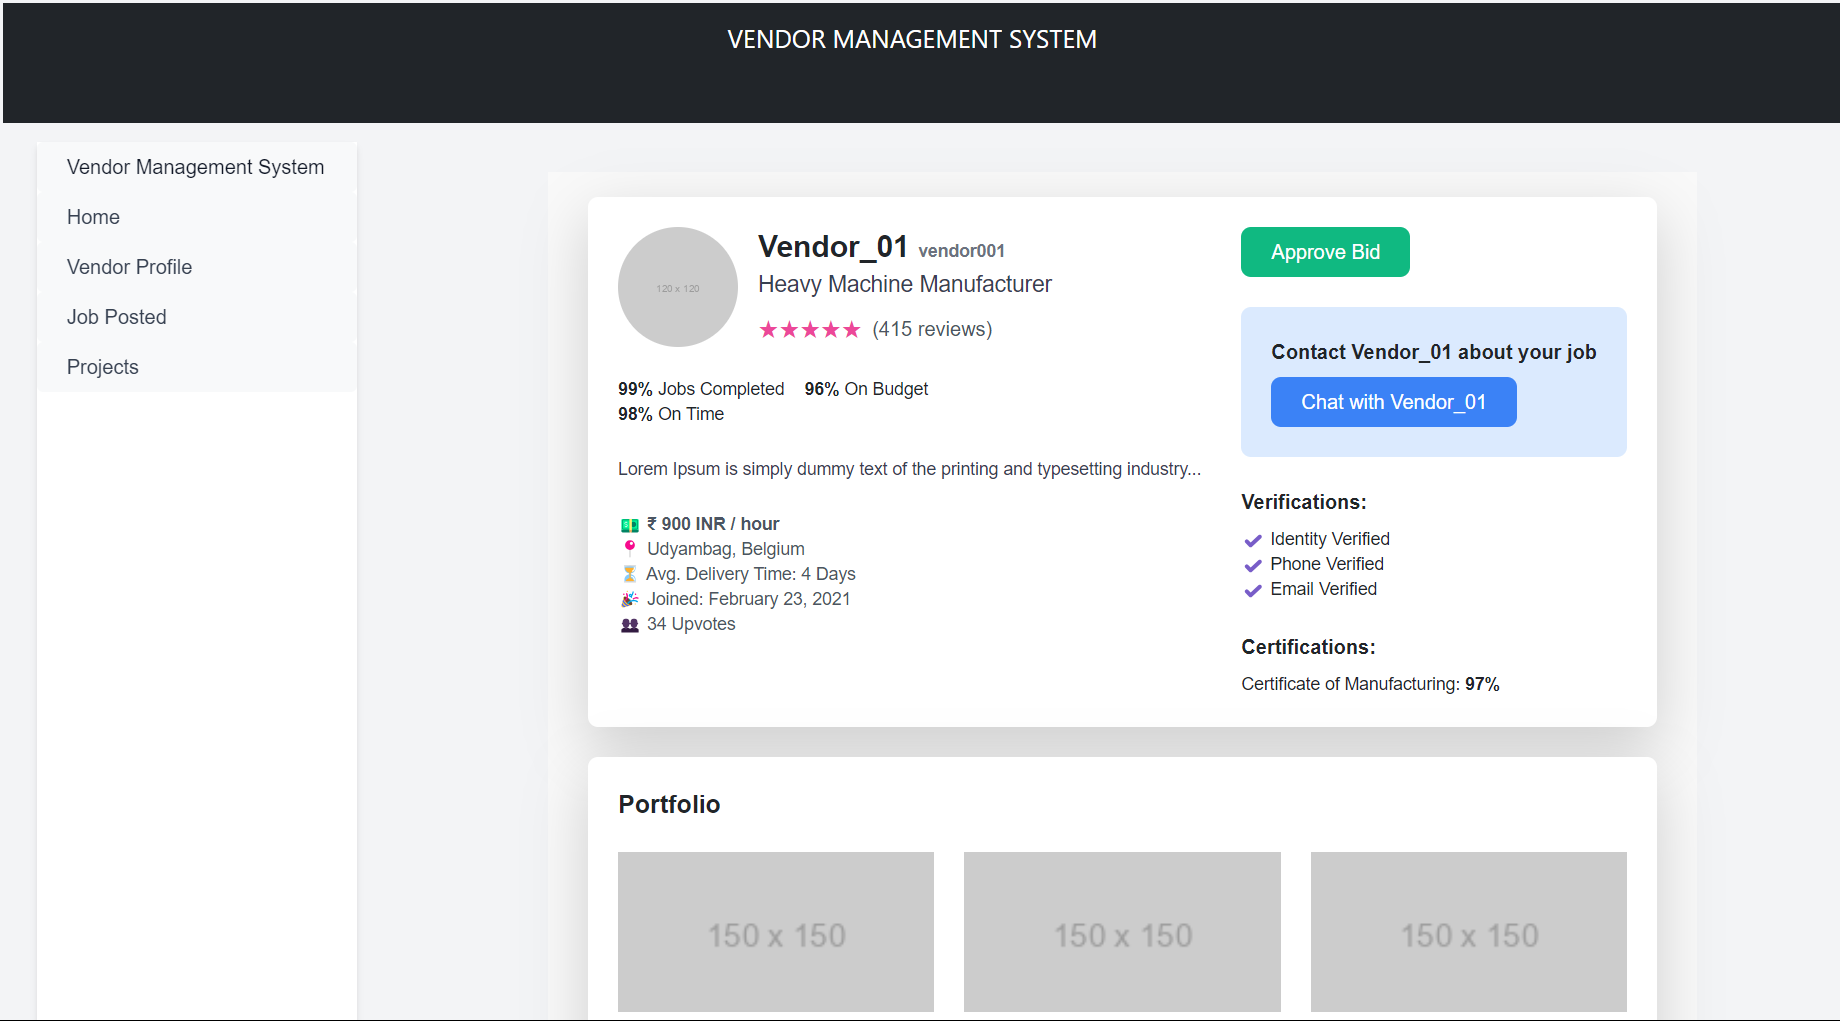 VENDOR MANAGEMENT SYSTEM
Vendor Management System
Home
Vendor Profile
Job Posted
Projects
120 x 120
Vendor_01 vendor001
Heavy Machine Manufacturer
★★★★★ (415 reviews)
99% Jobs Completed 96% On Budget
98% On Time
Lorem Ipsum is simply dummy text of the printing and typesetting industry...
₹ 900 INR / hour
Udyambag, Belgium
Avg. Delivery Time: 4 Days
Joined: February 23, 2021
34 Upvotes
Approve Bid
Contact Vendor_01 about your job
Chat with Vendor_01
Verifications:
Identity Verified
Phone Verified
Email Verified
Certifications:
Certificate of Manufacturing: 97%
Portfolio
150 x 150
150 x 150
150 x 150